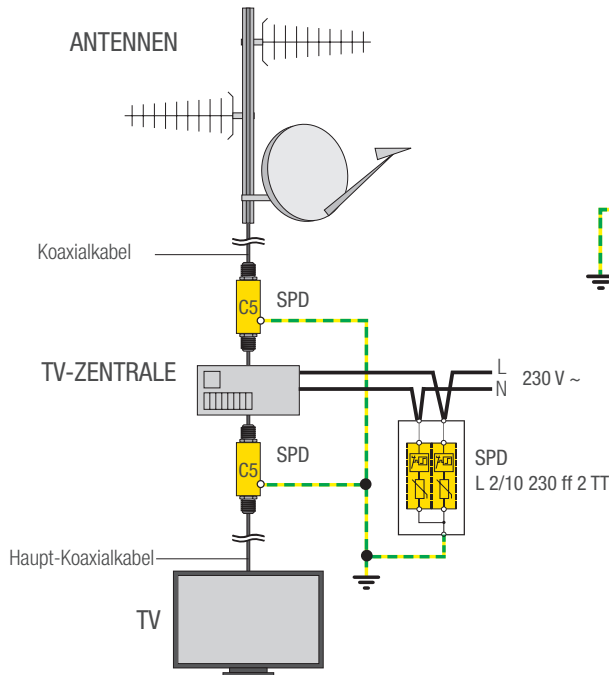 ANTENNEN
Koaxialkabel
C5
SPD
TV-ZENTRALE
L
N
230 V ~
C5
SPD
SPD
L 2/10 230 ff 2 TT
Haupt-Koaxialkabel
TV